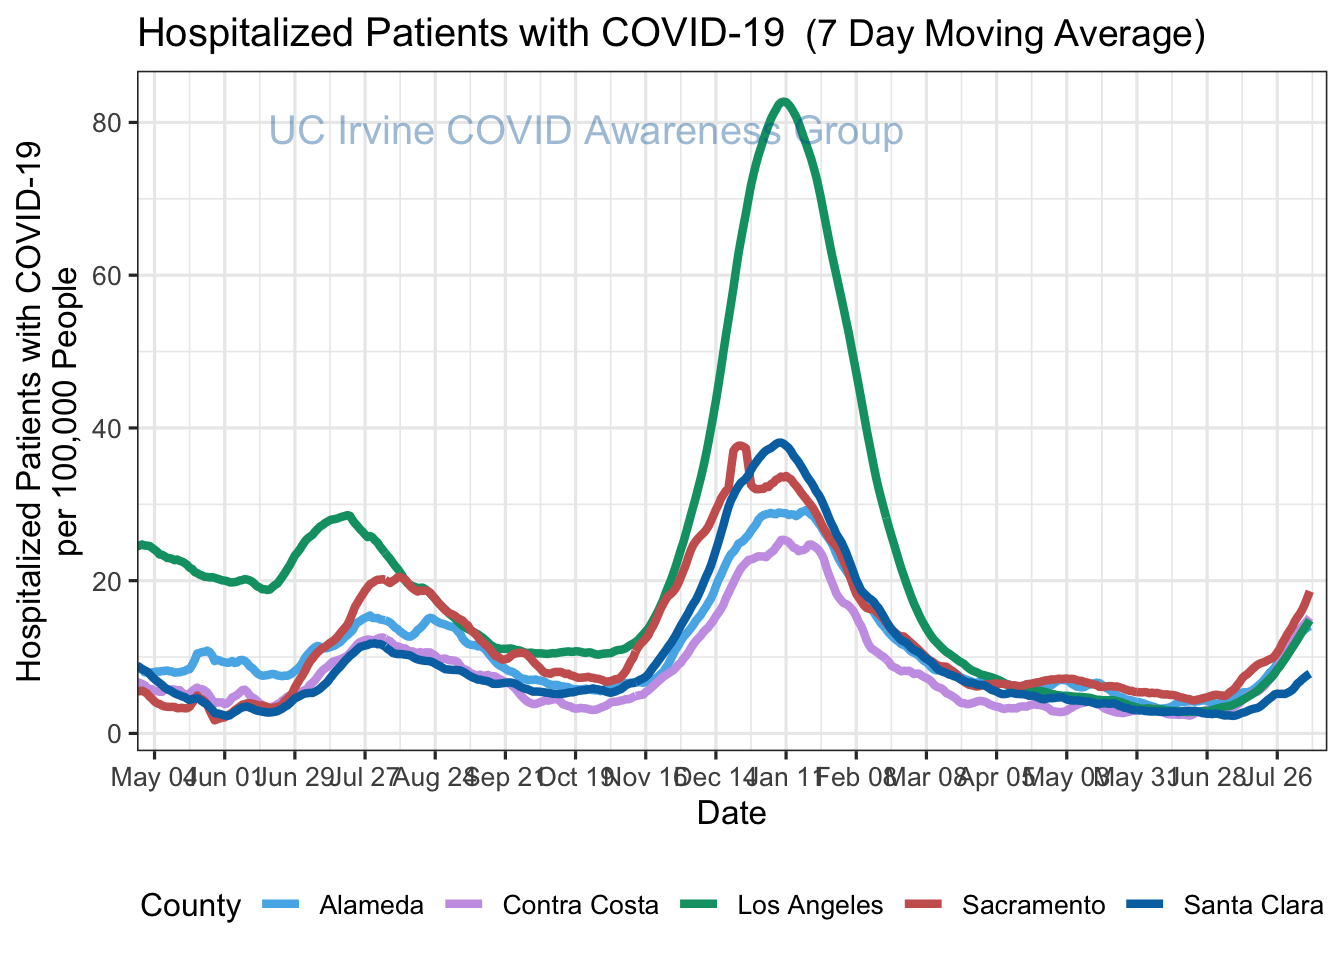 Hospitalized Patients with COVID-19 (7 Day Moving Average)
UC Irvine COVID Awareness Group
Hospitalized Patients with COVID-19
per 100,000 People
80
60
40
20
0
May 04 Jun 01 Jun 29 Jul 27 Aug 24 Sep 21 Oct 19 Nov 16 Dec 14 Jan 11 Feb 08 Mar 08 Apr 05 May 03 May 31 Jun 28 Jul 26
Date
County Alameda Contra Costa Los Angeles Sacramento Santa Clara